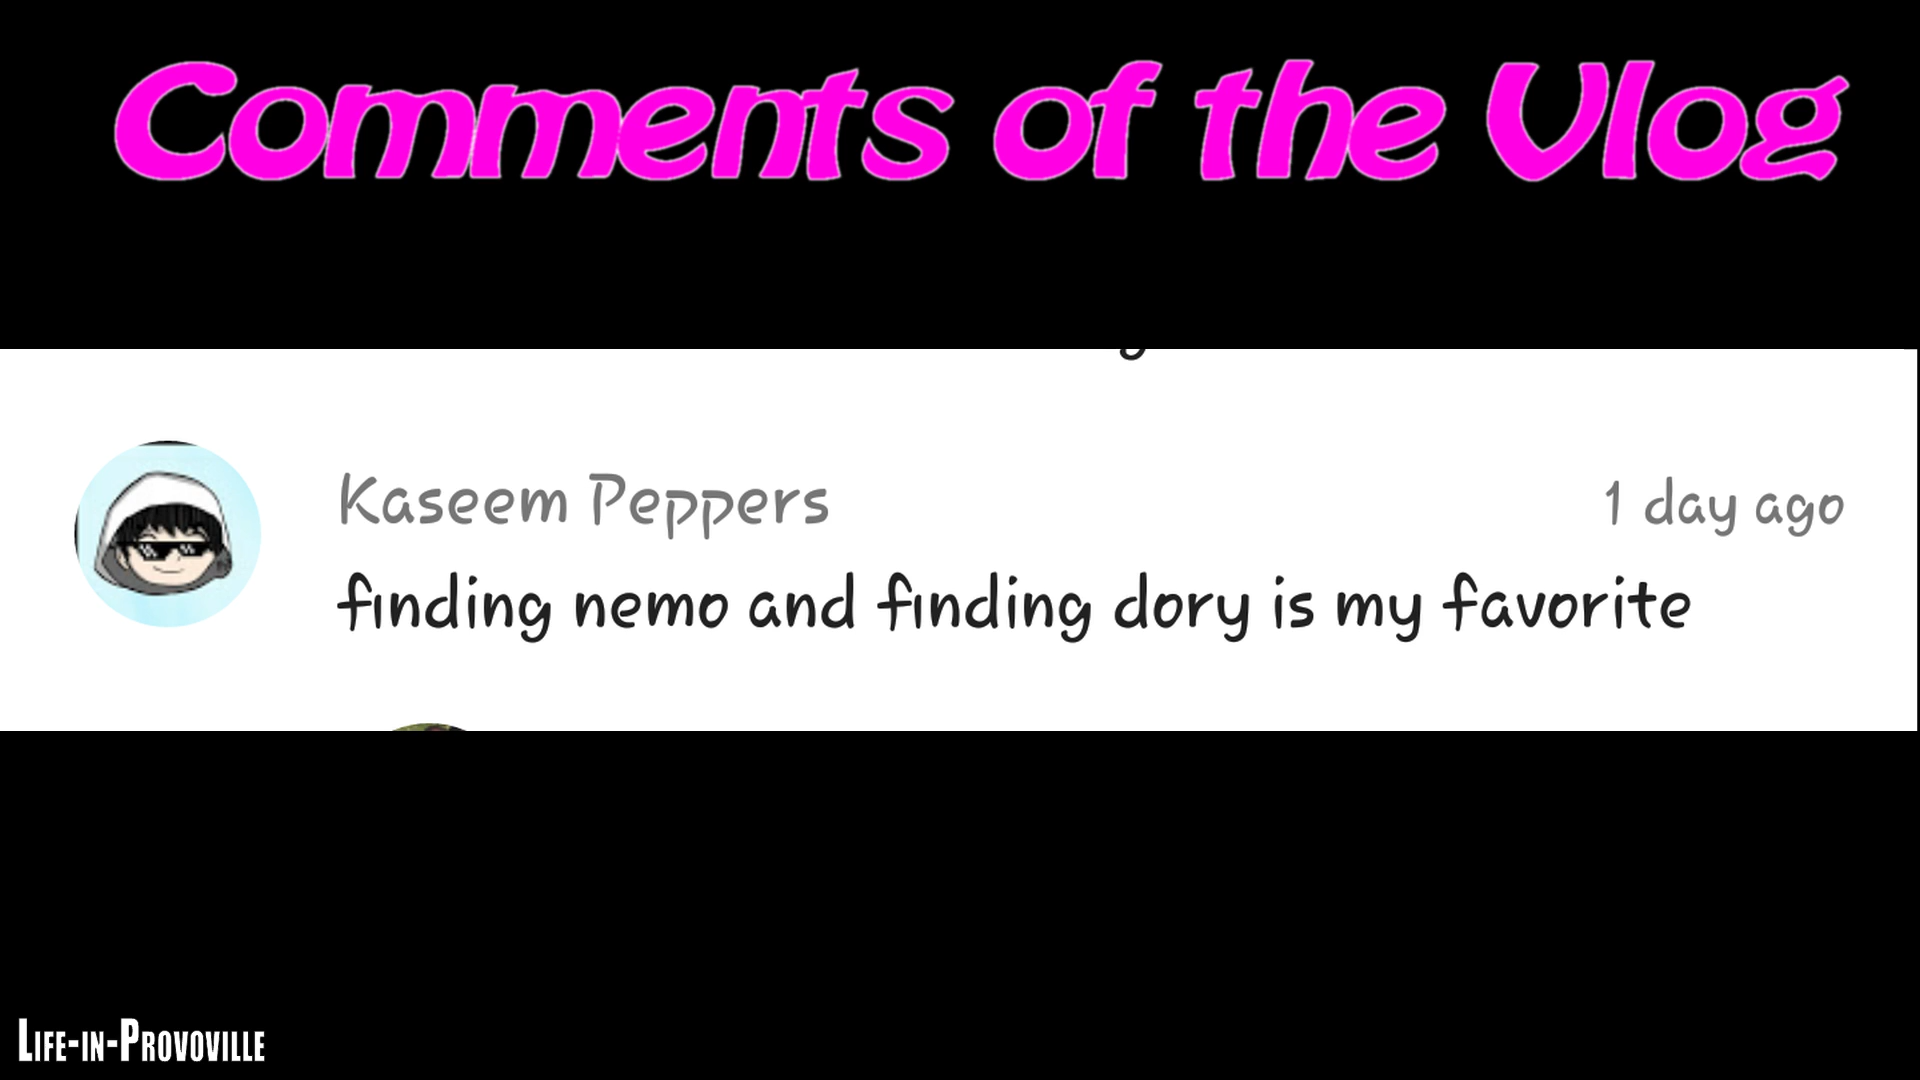 Comments of the Vlog
Kaseem Peppers
1 day ago
finding nemo and finding dory is my favorite
Life-in-Provoville